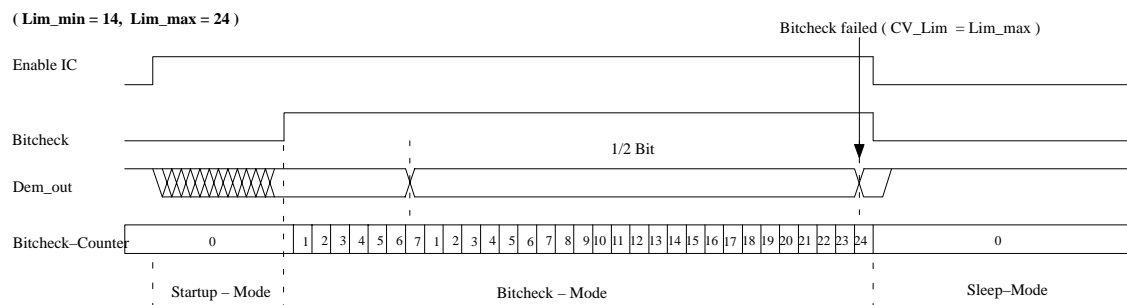 ( Lim_min = 14, Lim_max = 24 )
Bitcheck failed ( CV_Lim = Lim_max )
Enable IC
Bitcheck
1/2 Bit
Dem_out
Bitcheck–Counter 0 1 2 3 4 5 6 7 1 2 3 4 5 6 7 8 9 10 11 12 13 14 15 16 17 18 19 20 21 22 23 24 0
Startup – Mode Bitcheck – Mode Sleep–Mode